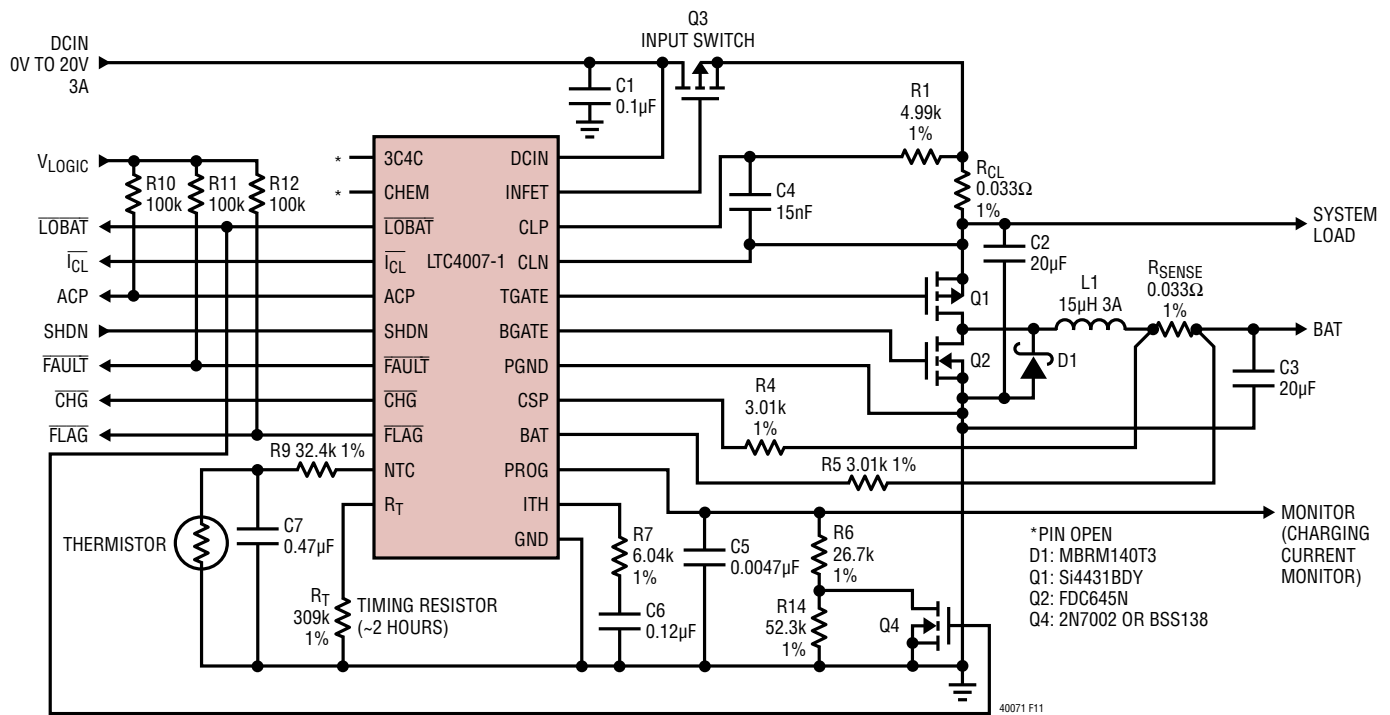 Q3
INPUT SWITCH
DCIN
0V TO 20V
3A
C1
0.1µF
R1
4.99k
1%
VLOGIC
R10
100k
R11
100k
R12
100k
* 3C4C
* CHEM
LOBAT
ICL
ACP
SHDN
FAULT
CHG
FLAG
NTC
RT
LTC4007-1
DCIN
INFET
CLP
CLN
TGATE
BGATE
PGND
CSP
BAT
PROG
ITH
GND
LOBAT
ICL
ACP
SHDN
FAULT
CHG
FLAG
C4
15nF
RCL
0.033Ω
1%
SYSTEM
LOAD
C2
20µF
Q1
L1
15µH 3A
RSENSE
0.033Ω
1%
BAT
Q2
D1
C3
20µF
R4
3.01k
1%
R5 3.01k 1%
R9 32.4k 1%
THERMISTOR
C7
0.47µF
RT
309k
1%
TIMING RESISTOR
(~2 HOURS)
R7
6.04k
1%
C6
0.12µF
C5
0.0047µF
R6
26.7k
1%
R14
52.3k
1%
Q4
MONITOR
(CHARGING
CURRENT
MONITOR)
*PIN OPEN
D1: MBRM140T3
Q1: Si4431BDY
Q2: FDC645N
Q4: 2N7002 OR BSS138
40071 F11